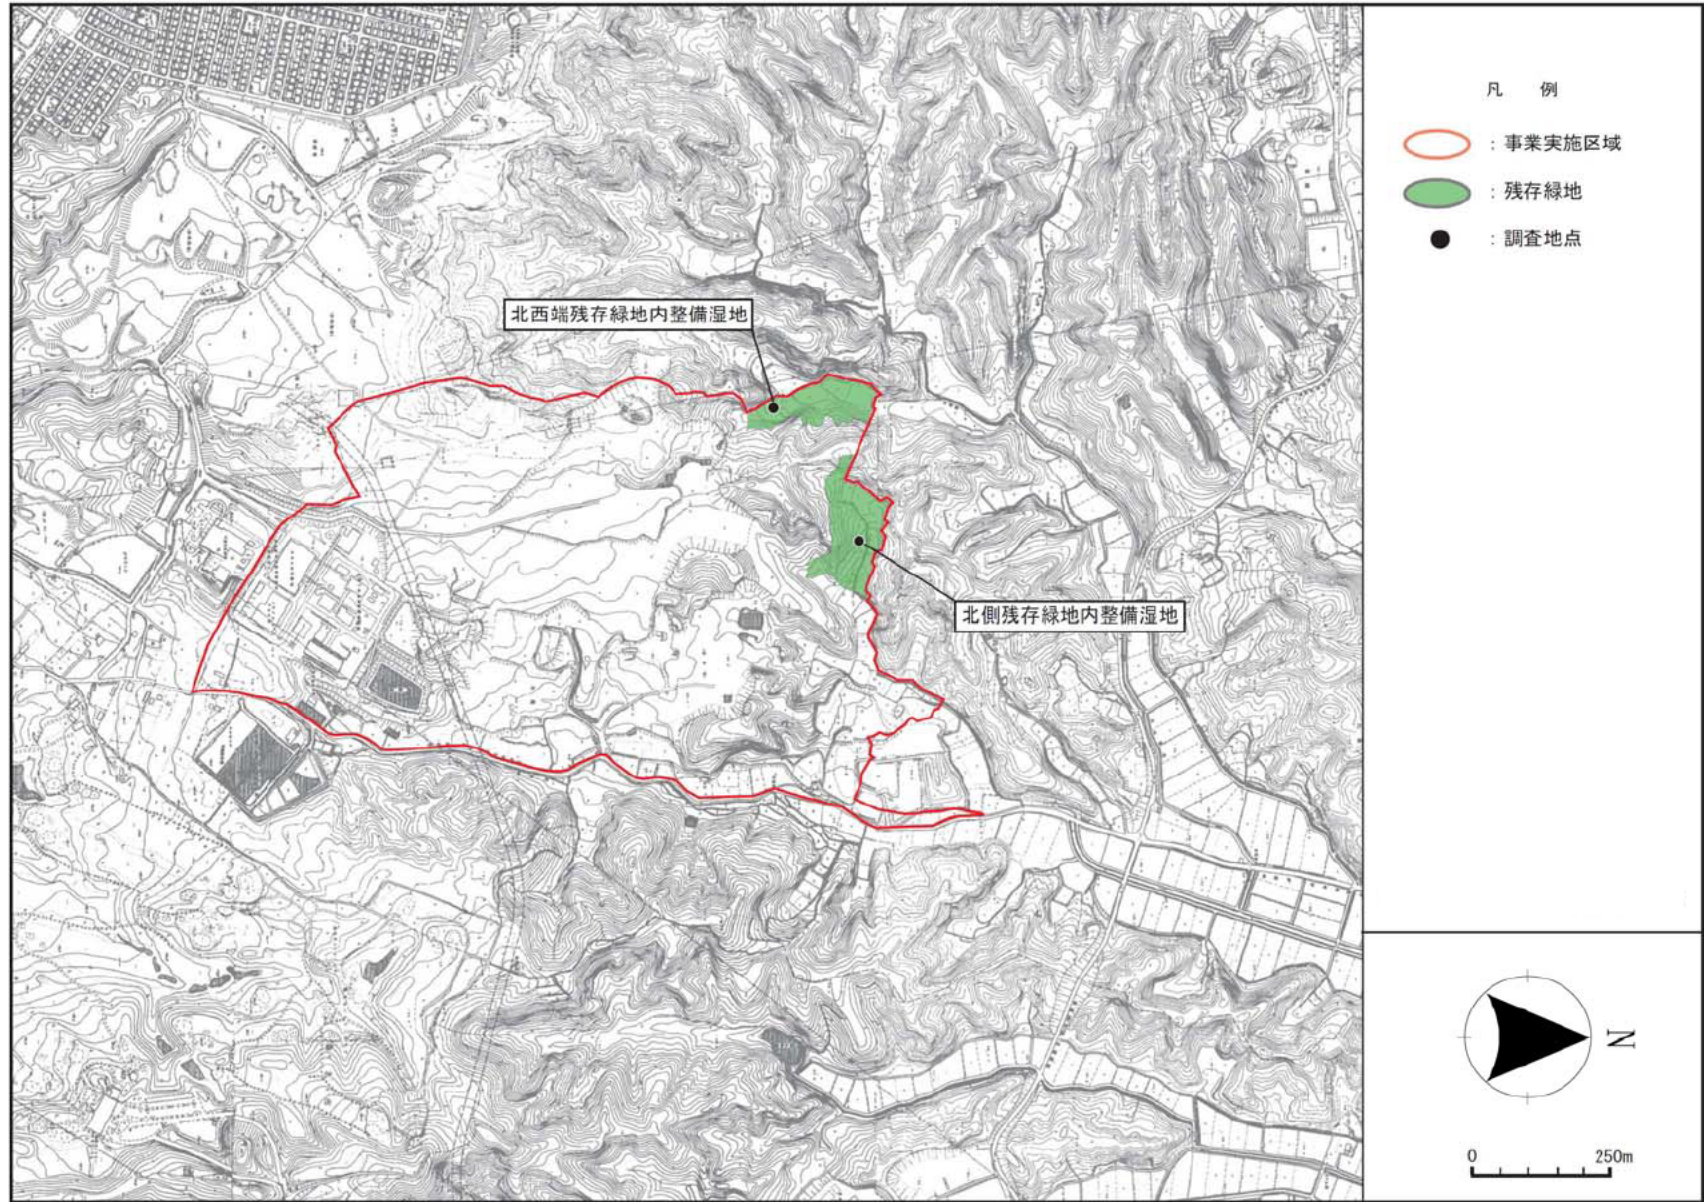 北西端残存緑地内整備湿地
北側残存緑地内整備湿地
凡 例
：事業実施区域
：残存緑地
：調査地点
N
0 250m